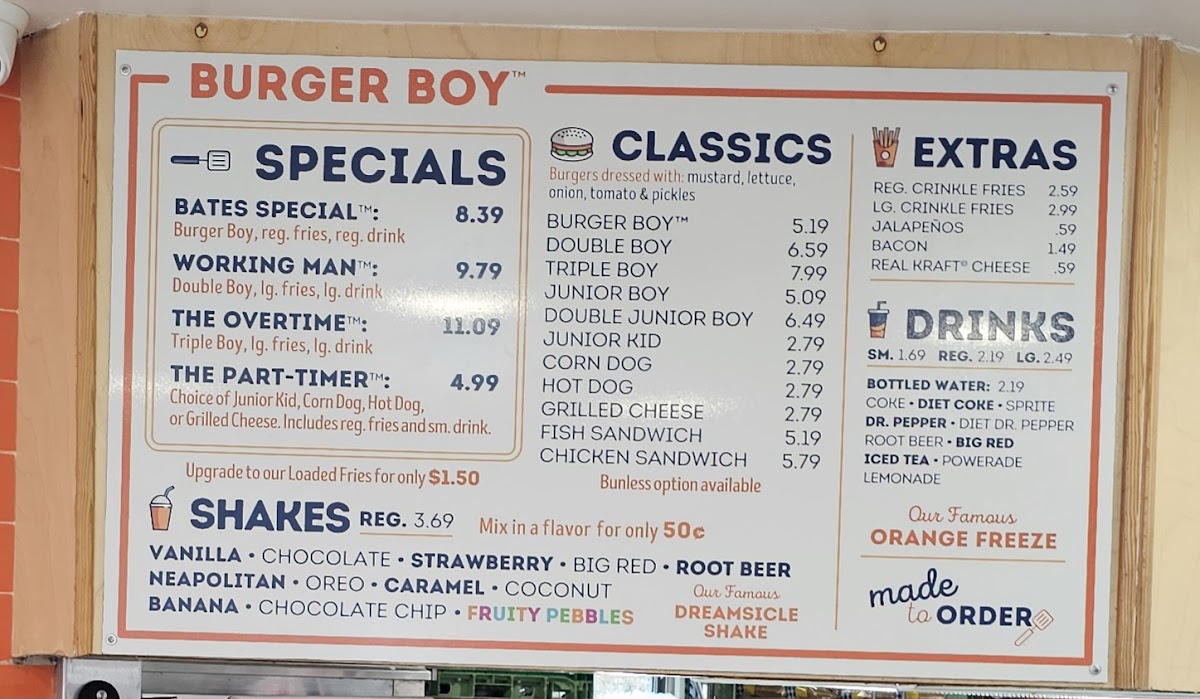 BURGER BOY™
SPECIALS
BATES SPECIAL™: 8.39
Burger Boy, reg. fries, reg. drink
WORKING MAN™: 9.79
Double Boy, lg. fries, lg. drink
THE OVERTIME™: 11.09
Triple Boy, lg. fries, lg. drink
THE PART-TIMER™: 4.99
Choice of Junior Kid, Corn Dog, Hot Dog,
or Grilled Cheese. Includes reg. fries and sm. drink.
Upgrade to our Loaded Fries for only $1.50
CLASSICS
Burgers dressed with: mustard, lettuce,
onion, tomato & pickles
BURGER BOY™ 5.19
DOUBLE BOY 6.59
TRIPLE BOY 7.99
JUNIOR BOY 5.09
DOUBLE JUNIOR BOY 6.49
JUNIOR KID 2.79
CORN DOG 2.79
HOT DOG 2.79
GRILLED CHEESE 2.79
FISH SANDWICH 5.19
CHICKEN SANDWICH 5.79
Bunless option available
SHAKES REG. 3.69 Mix in a flavor for only 50¢
VANILLA • CHOCOLATE • STRAWBERRY • BIG RED • ROOT BEER
NEAPOLITAN • OREO • CARAMEL • COCONUT
BANANA • CHOCOLATE CHIP • FRUITY PEBBLES
Our Famous
DREAMSICLE
SHAKE
EXTRAS
REG. CRINKLE FRIES 2.59
LG. CRINKLE FRIES 2.99
JALAPEÑOS .59
BACON 1.49
REAL KRAFT® CHEESE .59
DRINKS
SM. 1.69 REG. 2.19 LG. 2.49
BOTTLED WATER: 2.19
COKE • DIET COKE • SPRITE
DR. PEPPER • DIET DR. PEPPER
ROOT BEER • BIG RED
ICED TEA • POWERADE
LEMONADE
Our Famous
ORANGE FREEZE
made
to ORDER